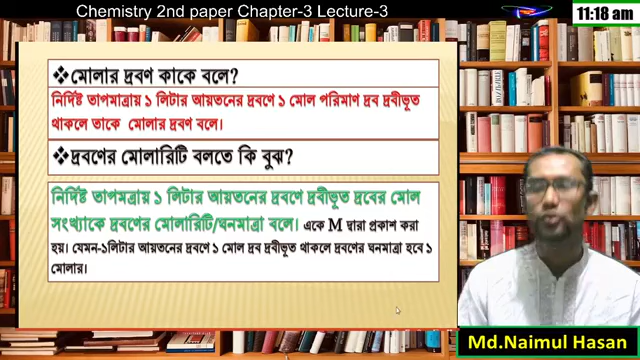 Chemistry 2nd paper Chapter-3 Lecture-3
11:18 am
❖মোলার দ্রবণ কাকে বলে?
নির্দিষ্ট তাপমাত্রায় ১ লিটার আয়তনের দ্রবণে ১ মোল পরিমাণ দ্রব দ্রবীভূত
থাকলে তাকে মোলার দ্রবণ বলে।
❖দ্রবণের মোলারিটি বলতে কি বুঝ?
নির্দিষ্ট তাপমত্রায় ১ লিটার আয়তনের দ্রবণে দ্রবীভূত দ্রবের মোল
সংখ্যাকে দ্রবণের মোলারিটি/ঘনমাত্রা বলে। একে M দ্বারা প্রকাশ করা
হয়। যেমন-১লিটার আয়তনের দ্রবণে ১ মোল দ্রব দ্রবীভূত থাকলে দ্রবণের ঘনমাত্রা হবে ১
মোলার।
Md.Naimul Hasan